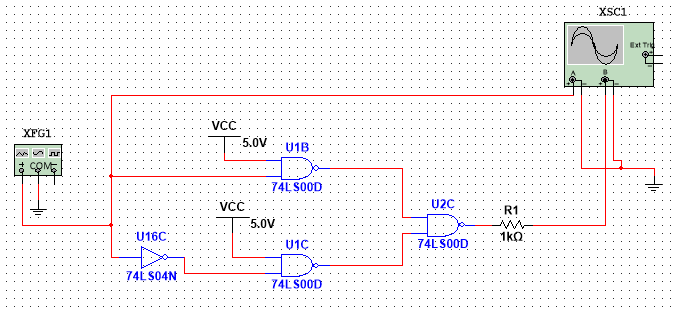 XSC1
Ext Trig
+
-
A
B
+ - + -
XFG1
+ COM -
VCC
5.0V
U1B
74LS00D
VCC
5.0V
U2C
74LS00D
R1
1kΩ
U16C
74LS04N
U1C
74LS00D